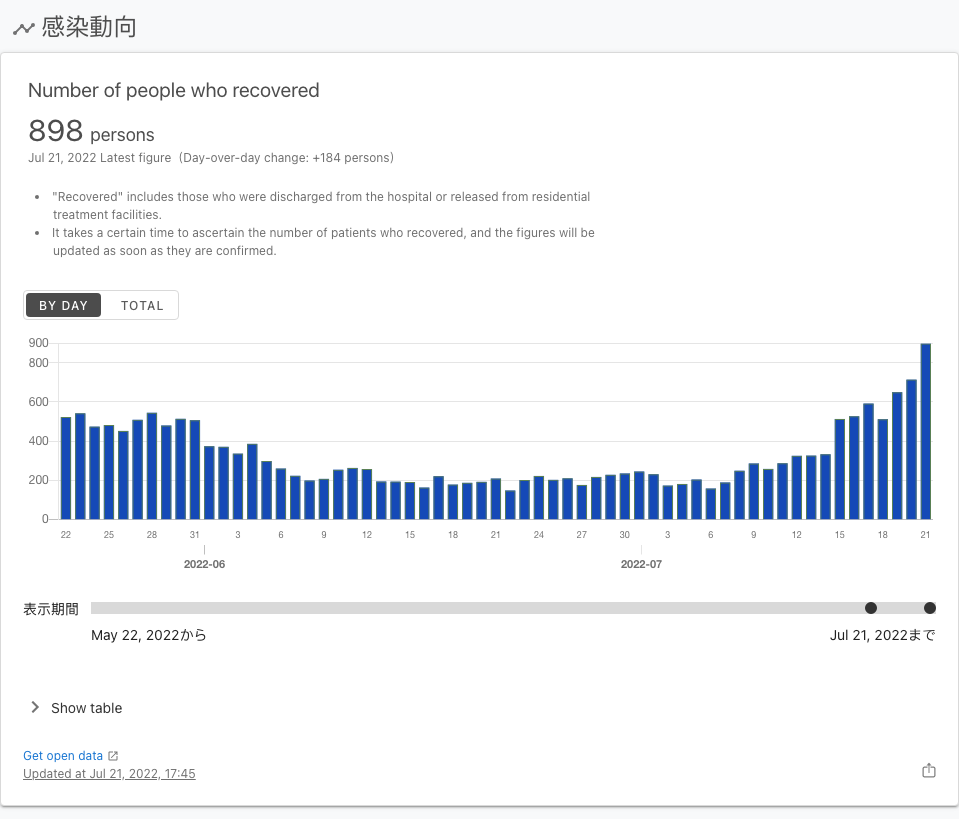 感染動向
Number of people who recovered
898 persons
Jul 21, 2022 Latest figure (Day-over-day change: +184 persons)
• "Recovered" includes those who were discharged from the hospital or released from residential
treatment facilities.
• It takes a certain time to ascertain the number of patients who recovered, and the figures will be
updated as soon as they are confirmed.
BY DAY TOTAL
900
800
600
400
200
0
22 25 28 31 3 6 9 12 15 18 21 24 27 30 3 6 9 12 15 18 21
2022-06 2022-07
表示期間
May 22, 2022から Jul 21, 2022まで
Show table
Get open data
Updated at Jul 21, 2022, 17:45